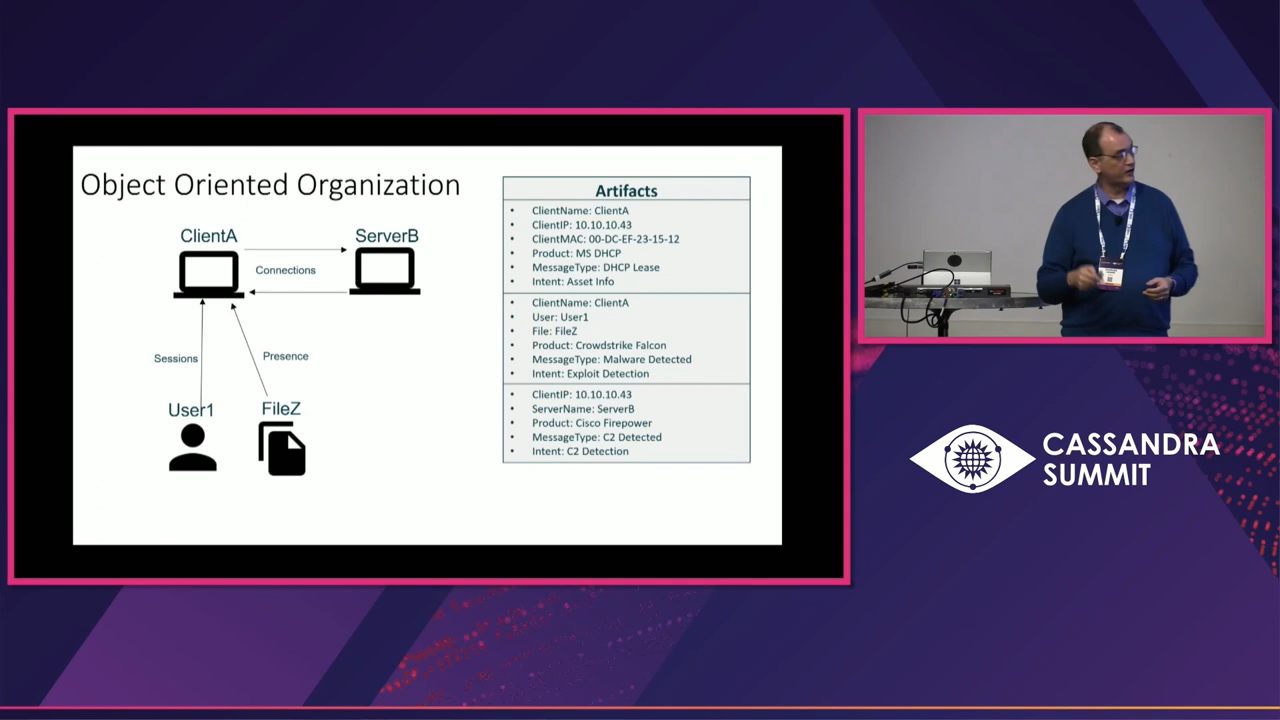 Object Oriented Organization
ClientA
ServerB
Connections
Sessions
Presence
User1
FileZ
Artifacts
• ClientName: ClientA
• ClientIP: 10.10.10.43
• ClientMAC: 00-DC-EF-23-15-12
• Product: MS DHCP
• MessageType: DHCP Lease
• Intent: Asset Info
• ClientName: ClientA
• User: User1
• File: FileZ
• Product: Crowdstrike Falcon
• MessageType: Malware Detected
• Intent: Exploit Detection
• ClientIP: 10.10.10.43
• ServerName: ServerB
• Product: Cisco Firepower
• MessageType: C2 Detected
• Intent: C2 Detection
CASSANDRA
SUMMIT